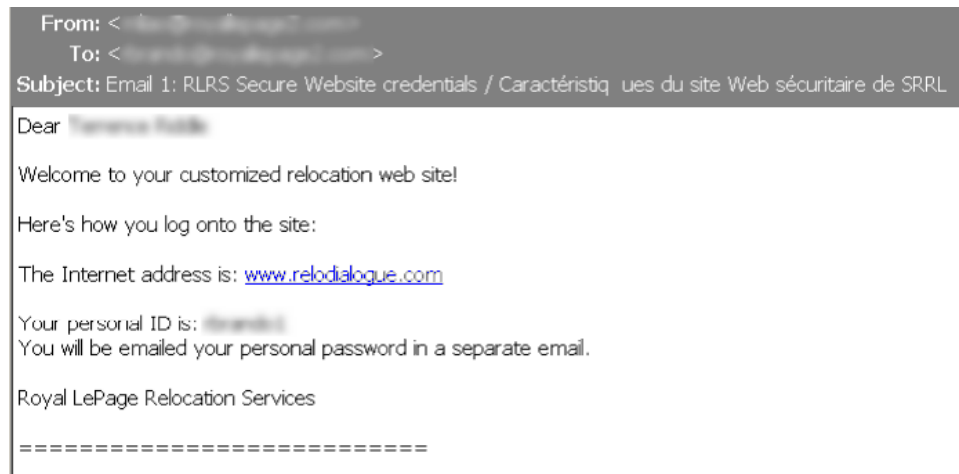 From: <
To: < >
Subject: Email 1: RLRS Secure Website credentials / Caractéristiq ues du site Web sécuritaire de SRRL
Dear
Welcome to your customized relocation web site!
Here's how you log onto the site:
The Internet address is: www.relodialogue.com
Your personal ID is:
You will be emailed your personal password in a separate email.
Royal LePage Relocation Services
===========================